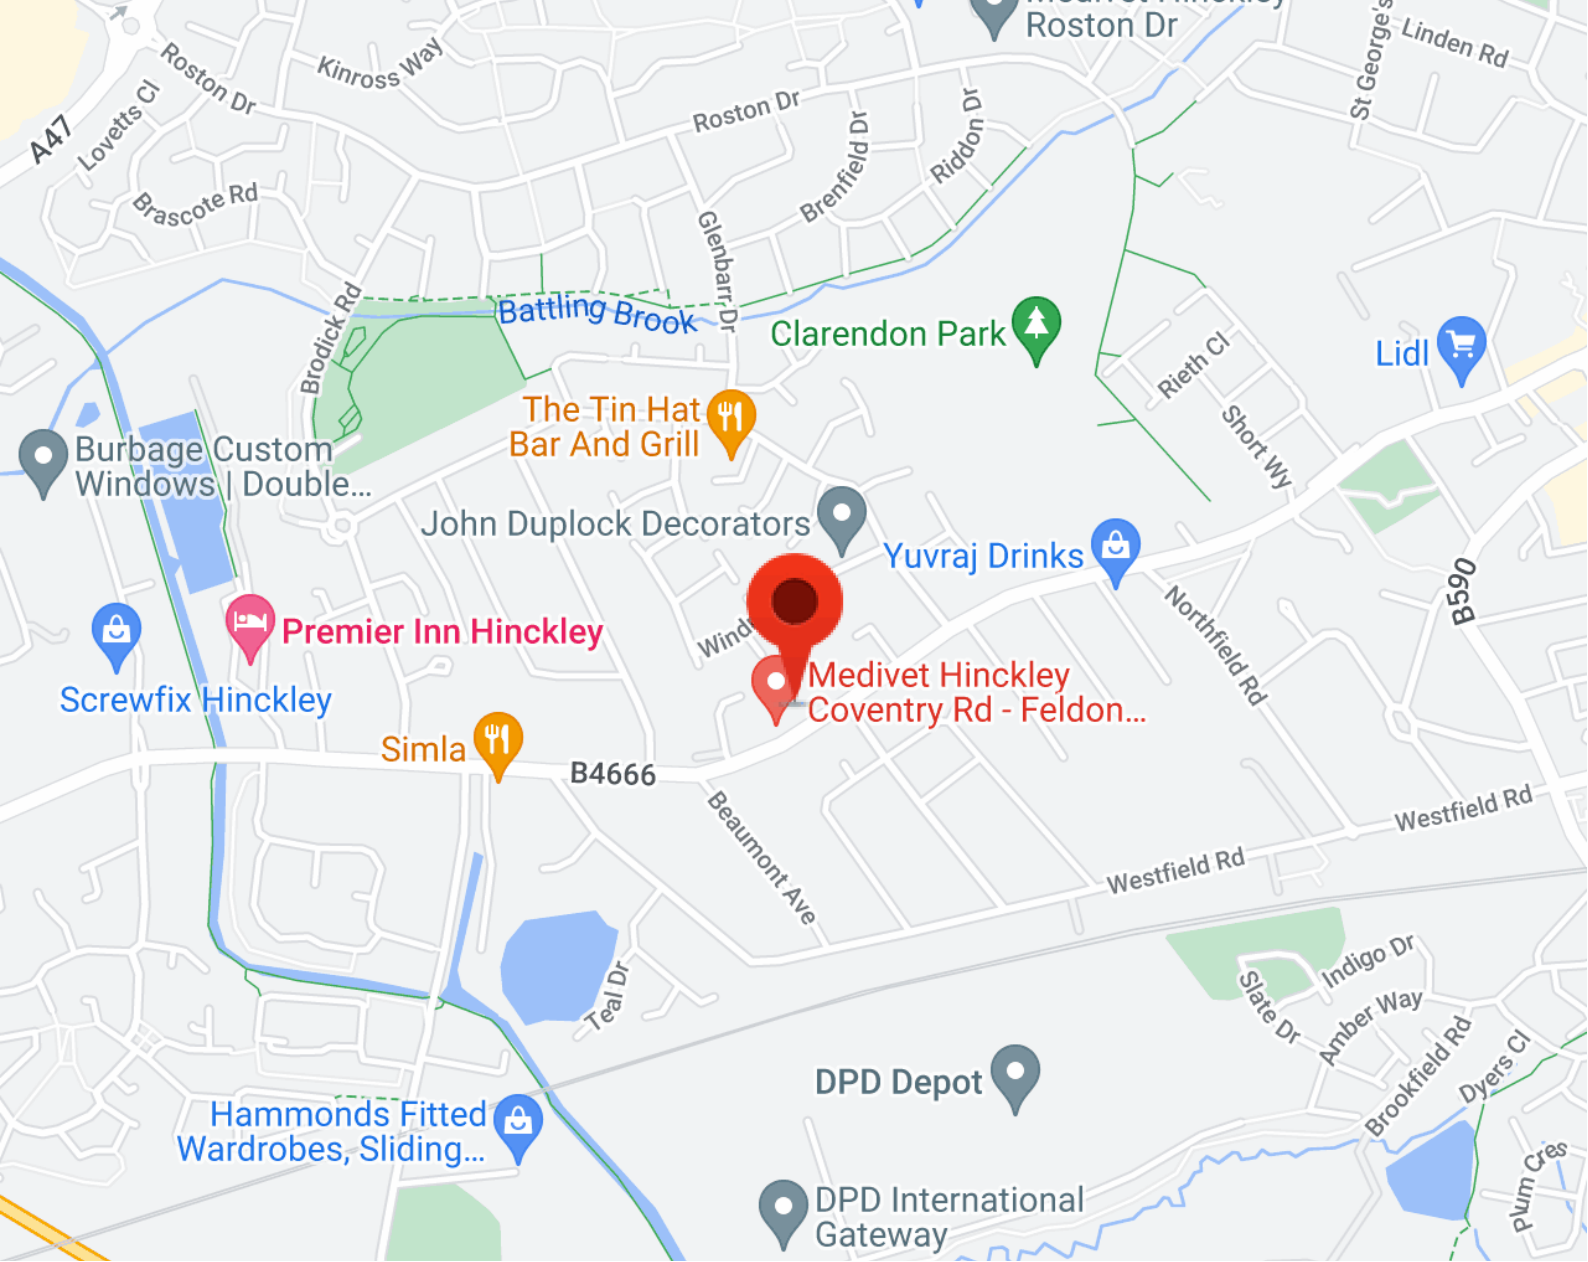 Medivet Hinckley
Roston Dr
Linden Rd
St George's
Kinross Way
Roston Dr
A47
Lovetts Cl
Roston Dr
Brenfield Dr
Riddon Dr
Brascote Rd
Glenbarr Dr
Brodick Rd
Battling Brook
Clarendon Park
Rieth Cl
Lidl
Short Wy
The Tin Hat
Bar And Grill
Burbage Custom
Windows | Double...
John Duplock Decorators
Yuvraj Drinks
B590
Northfield Rd
Premier Inn Hinckley
Screwfix Hinckley
Medivet Hinckley
Coventry Rd - Feldon...
Simla
B4666
Beaumont Ave
Westfield Rd
Westfield Rd
Teal Dr
Indigo Dr
Slate Dr
Amber Way
Brookfield Rd
Dyers Cl
DPD Depot
Hammonds Fitted
Wardrobes, Sliding...
Plum Cres
DPD International
Gateway